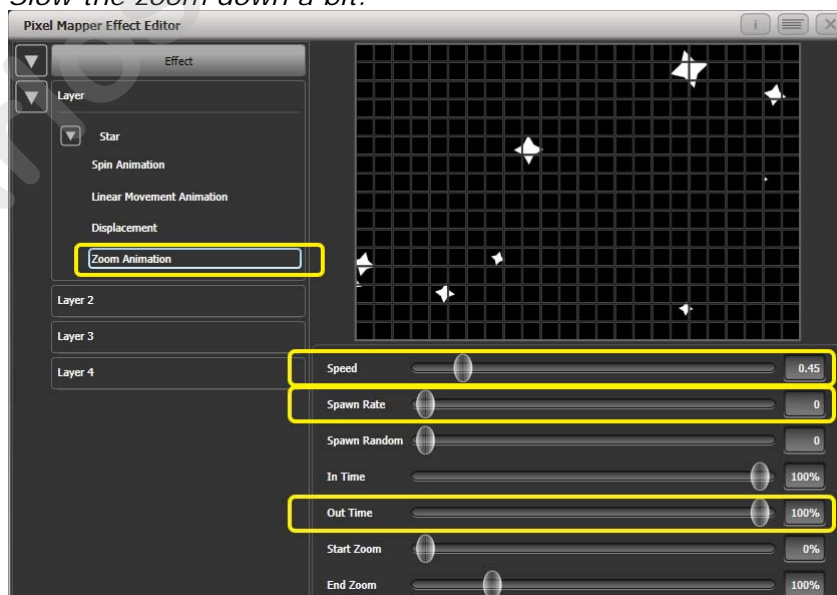 Slow the zoom down a bit.
Pixel Mapper Effect Editor
i
Effect
Layer
Star
Spin Animation
Linear Movement Animation
Displacement
Zoom Animation
Layer 2
Layer 3
Layer 4
Speed 0.45
Spawn Rate 0
Spawn Random 0
In Time 100%
Out Time 100%
Start Zoom 0%
End Zoom 100%